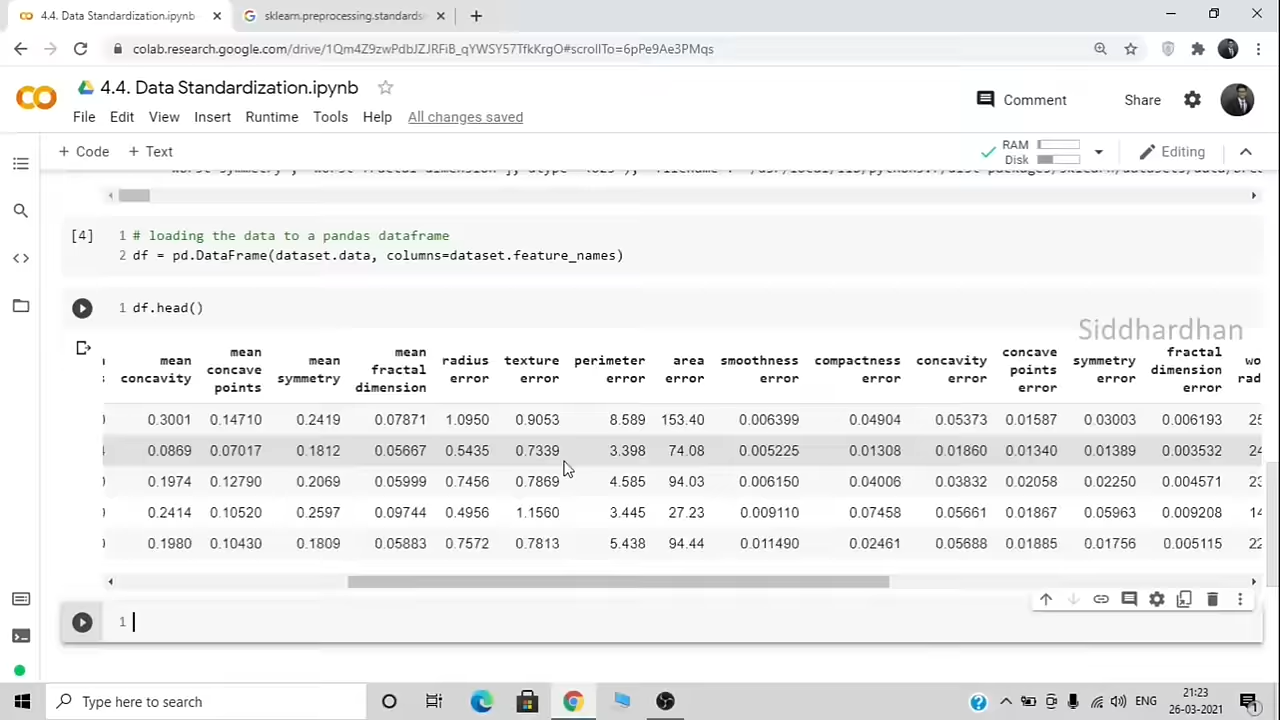 4.4. Data Standardization.ipynb
sklearn.preprocessing.standards
colab.research.google.com/drive/1Qm4Z9zwPdbJZJRFiB_qYWSY57TfkKrgO#scrollTo=6pPe9Ae3PMqs
4.4. Data Standardization.ipynb
Comment Share
File Edit View Insert Runtime Tools Help All changes saved
+ Code + Text RAM Disk Editing
[4] 1 # loading the data to a pandas dataframe
2 df = pd.DataFrame(dataset.data, columns=dataset.feature_names)
1 df.head()
Siddhardhan
mean concavity mean concave points mean symmetry mean fractal dimension radius error texture error perimeter error area error smoothness error compactness error concavity error concave points error symmetry error fractal dimension error
0.3001 0.14710 0.2419 0.07871 1.0950 0.9053 8.589 153.40 0.006399 0.04904 0.05373 0.01587 0.03003 0.006193 25
0.0869 0.07017 0.1812 0.05667 0.5435 0.7339 3.398 74.08 0.005225 0.01308 0.01860 0.01340 0.01389 0.003532 24
0.1974 0.12790 0.2069 0.05999 0.7456 0.7869 4.585 94.03 0.006150 0.04006 0.03832 0.02058 0.02250 0.004571 23
0.2414 0.10520 0.2597 0.09744 0.4956 1.1560 3.445 27.23 0.009110 0.07458 0.05661 0.01867 0.05963 0.009208 14
0.1980 0.10430 0.1809 0.05883 0.7572 0.7813 5.438 94.44 0.011490 0.02461 0.05688 0.01885 0.01756 0.005115 22
1
Type here to search
ENG
21:23
26-03-2021